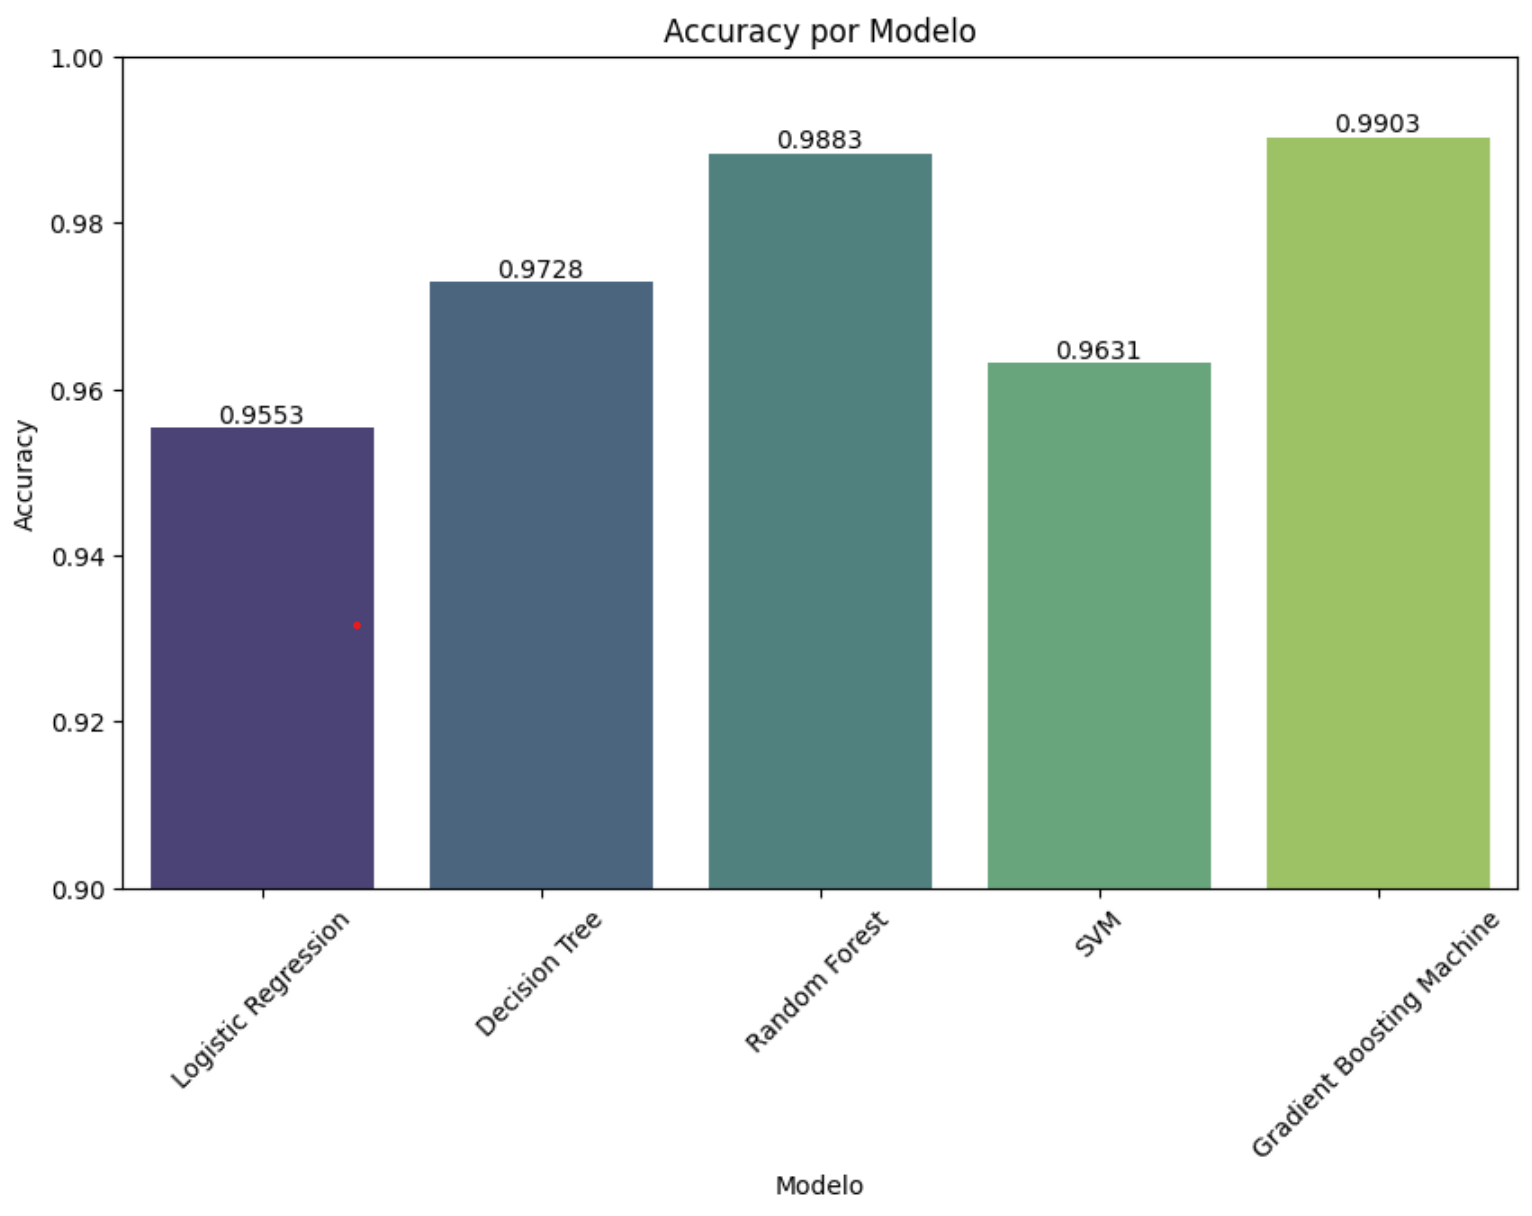 Accuracy por Modelo
1.00
0.98
0.96
0.94
0.92
0.90
Accuracy
0.9553
0.9728
0.9883
0.9631
0.9903
Logistic Regression
Decision Tree
Random Forest
SVM
Gradient Boosting Machine
Modelo